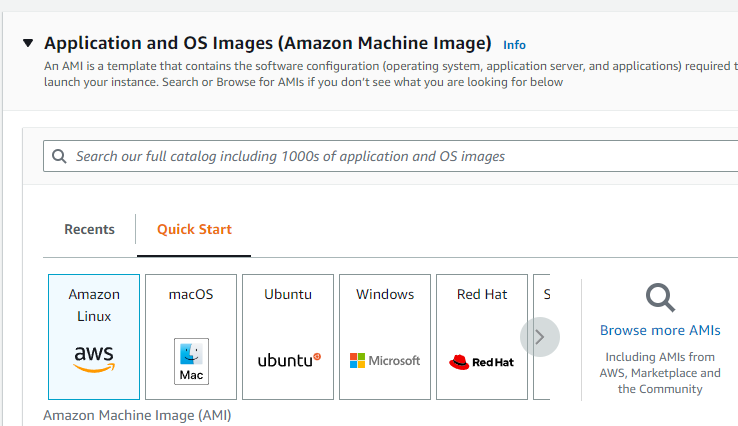 Application and OS Images (Amazon Machine Image) Info
An AMI is a template that contains the software configuration (operating system, application server, and applications) required t
launch your instance. Search or Browse for AMIs if you don't see what you are looking for below
Search our full catalog including 1000s of application and OS images
Recents
Quick Start
Amazon
Linux
aws
macOS
Mac
Ubuntu
ubuntu
Windows
Microsoft
Red Hat
Red Hat
S
Browse more AMIs
Including AMIs from
AWS, Marketplace and
the Community
Amazon Machine Image (AMI)